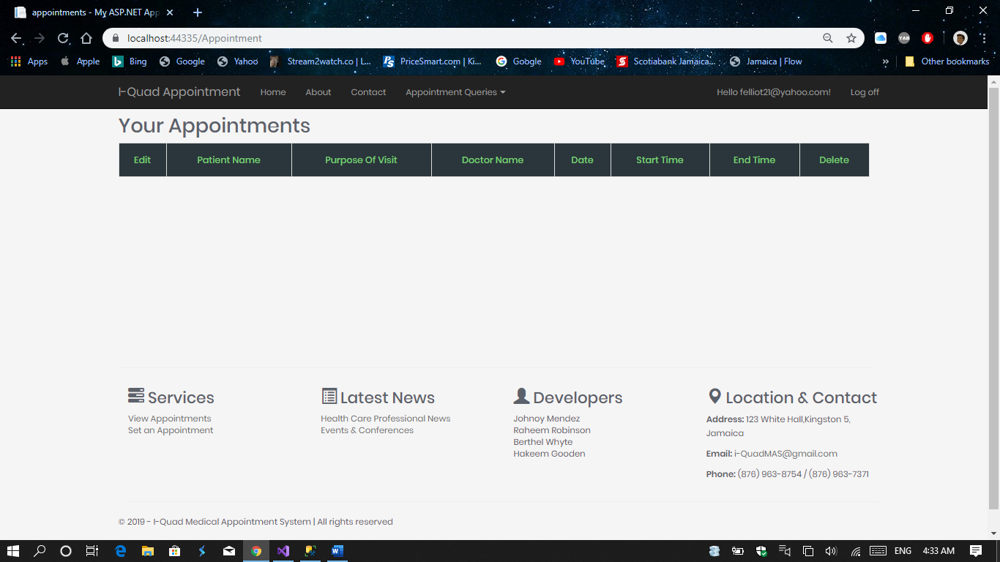 appointments - My ASP.NET App
localhost:44335/Appointment
Apps Apple Bing Google Yahoo Stream2watch.co | L... PriceSmart.com | Ki... Google YouTube Scotiabank Jamaica... Jamaica | Flow » Other bookmarks
YAB
I-Quad Appointment Home About Contact Appointment Queries Hello felliot21@yahoo.com! Log off
Your Appointments
Edit Patient Name Purpose Of Visit Doctor Name Date Start Time End Time Delete
Services
View Appointments
Set an Appointment
Latest News
Health Care Professional News
Events & Conferences
Developers
Johnoy Mendez
Raheem Robinson
Berthel Whyte
Hakeem Gooden
Location & Contact
Address: 123 White Hall,Kingston 5,
Jamaica
Email: i-QuadMAS@gmail.com
Phone: (876) 963-8754 / (876) 963-7371
© 2019 - I-Quad Medical Appointment System | All rights reserved
ENG 4:33 AM